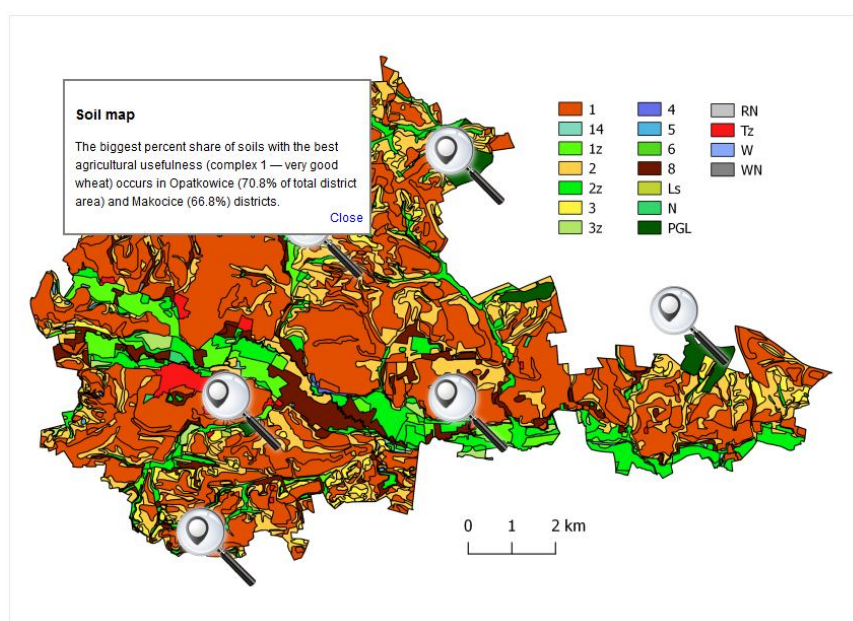 Soil map
The biggest percent share of soils with the best
agricultural usefulness (complex 1 — very good
wheat) occurs in Opatkowice (70.8% of total district
area) and Makocice (66.8%) districts.
Close
1
14
1z
2
2z
3
3z
4
5
6
8
Ls
N
PGL
RN
Tz
W
WN
0 1 2 km